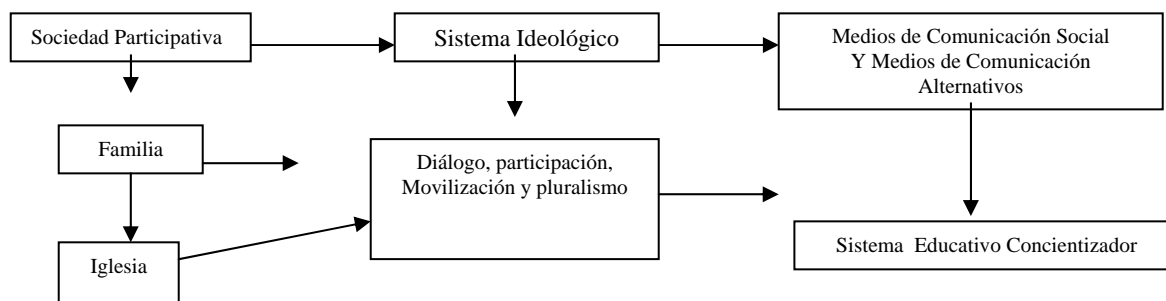 Sociedad Participativa
Sistema Ideológico
Medios de Comunicación Social
Y Medios de Comunicación
Alternativos
Familia
Diálogo, participación,
Movilización y pluralismo
Iglesia
Sistema Educativo Concientizador